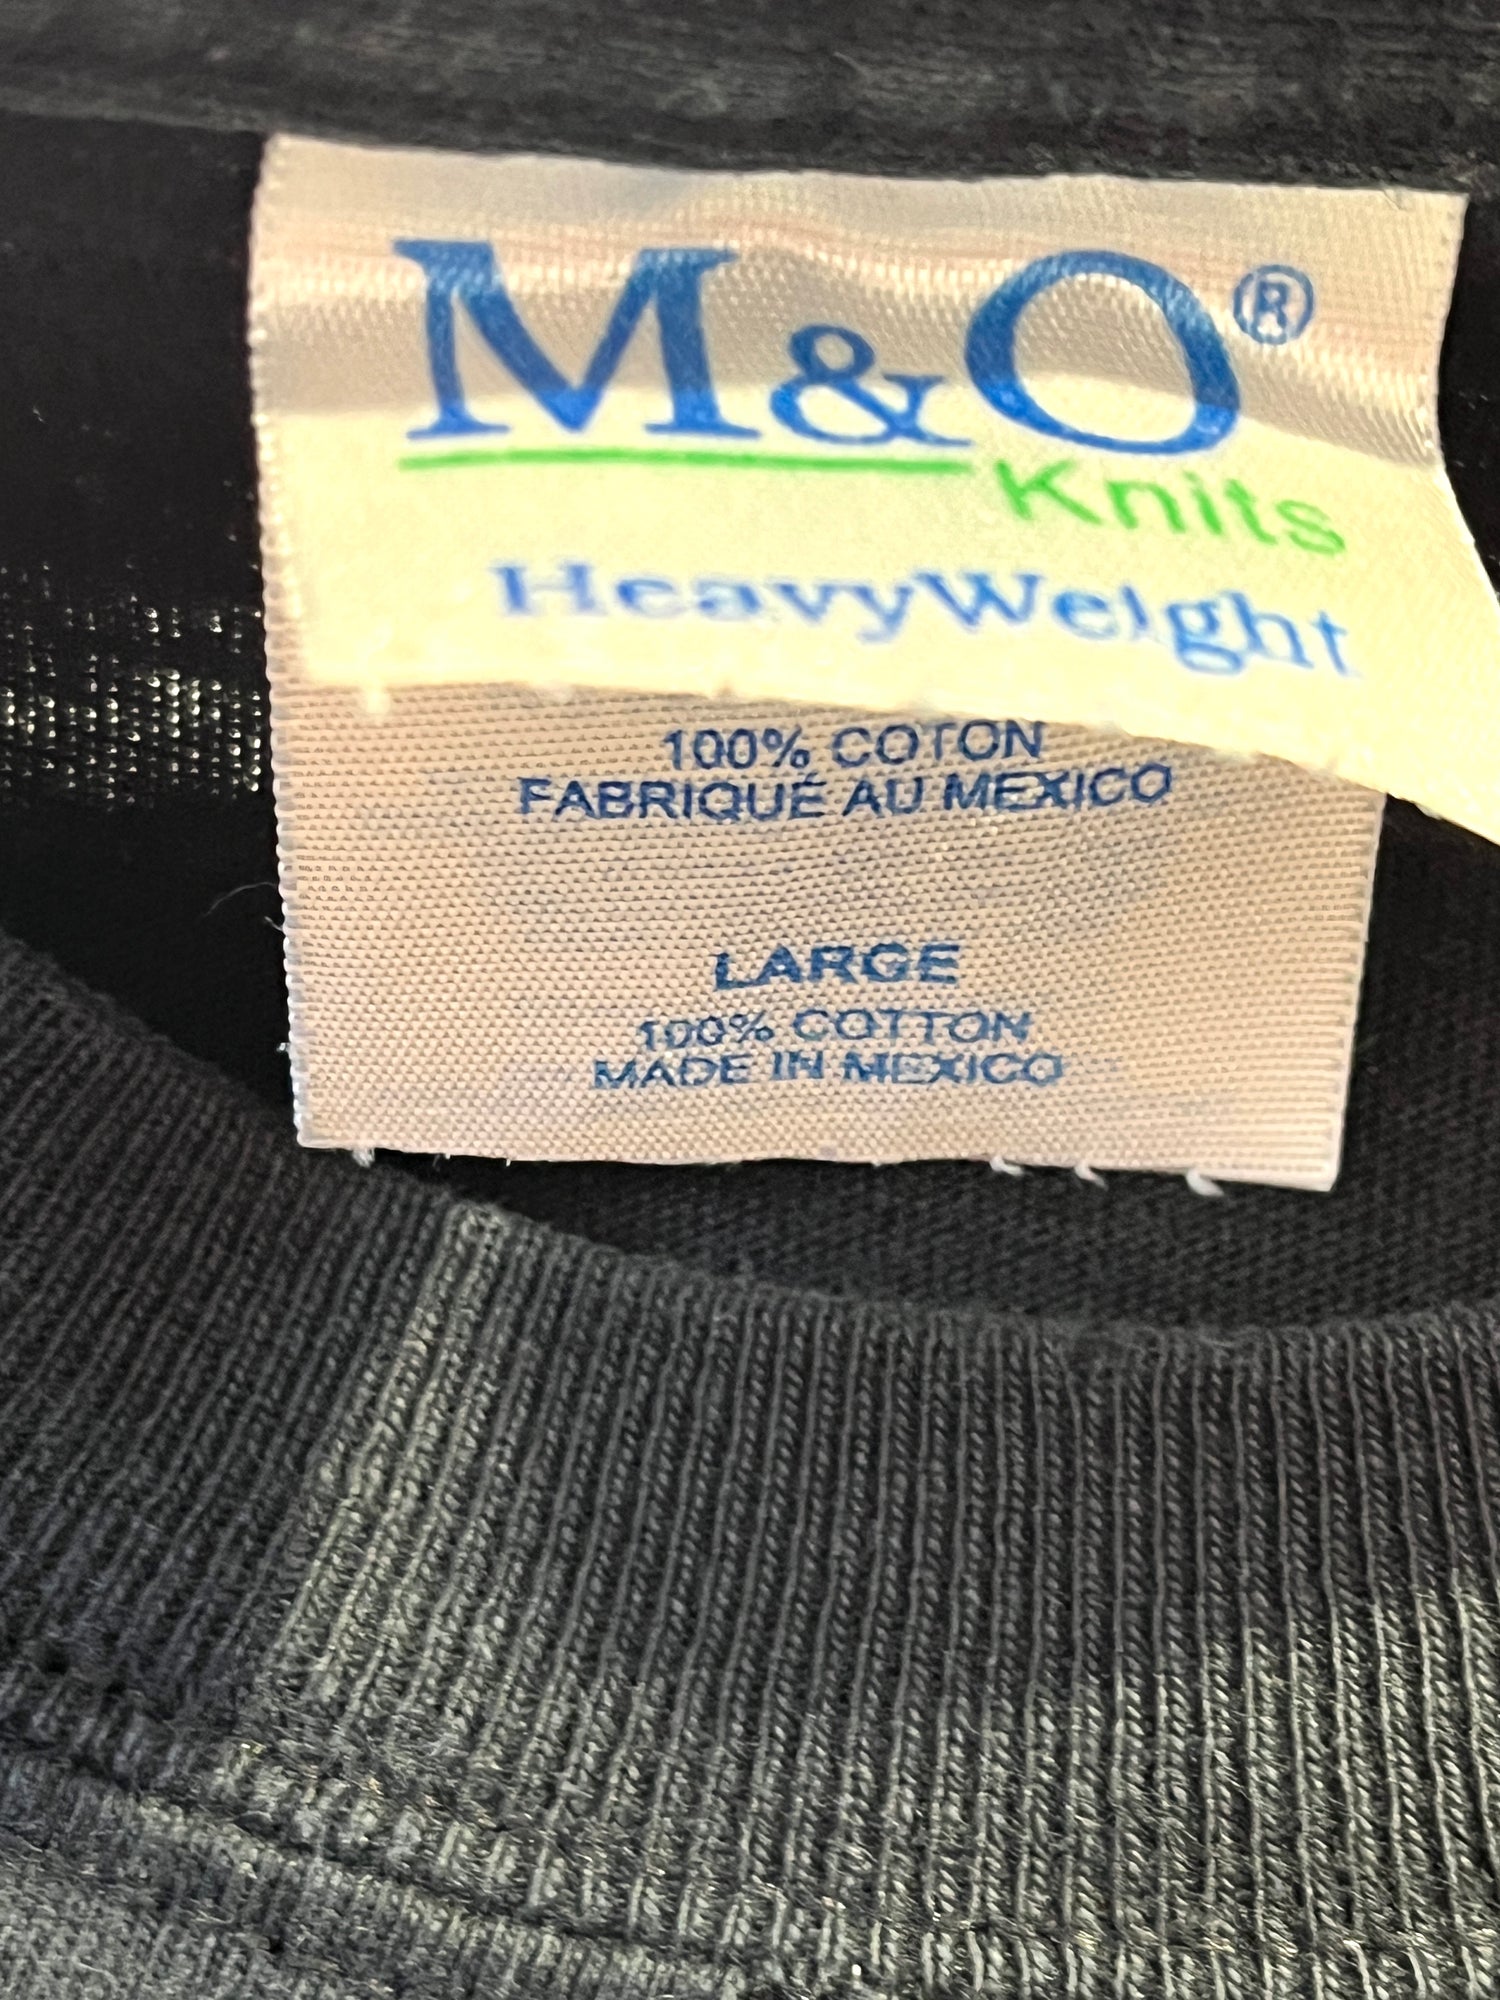 M&O®
Knits
HeavyWeight
100% COTON
FABRIQUÉ AU MEXICO
LARGE
100% COTTON
MADE IN MEXICO